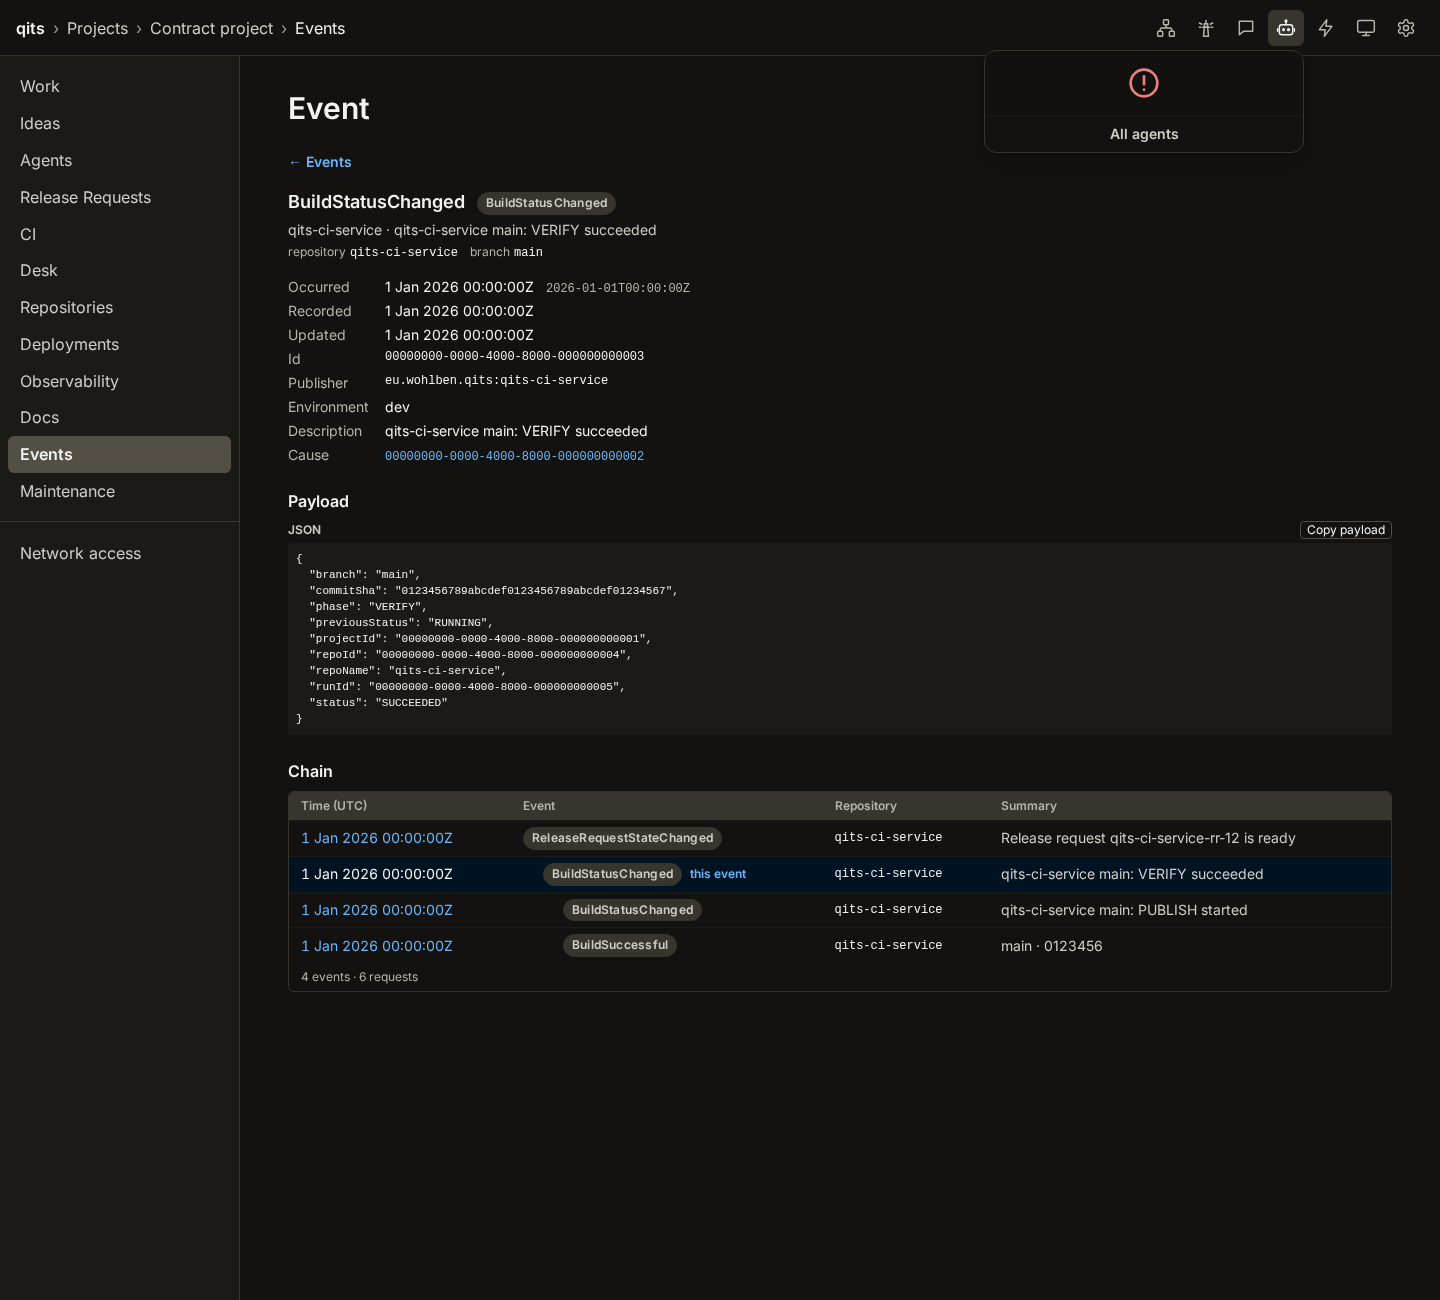 qits › Projects › Contract project › Events
All agents
Work
Ideas
Agents
Release Requests
CI
Desk
Repositories
Deployments
Observability
Docs
Events
Maintenance
Network access
Event
← Events
BuildStatusChanged BuildStatusChanged
qits-ci-service · qits-ci-service main: VERIFY succeeded
repository qits-ci-service branch main
Occurred 1 Jan 2026 00:00:00Z 2026-01-01T00:00:00Z
Recorded 1 Jan 2026 00:00:00Z
Updated 1 Jan 2026 00:00:00Z
Id 00000000-0000-4000-8000-000000000003
Publisher eu.wohlben.qits:qits-ci-service
Environment dev
Description qits-ci-service main: VERIFY succeeded
Cause 00000000-0000-4000-8000-000000000002
Payload
JSON Copy payload
{
"branch": "main",
"commitSha": "0123456789abcdef0123456789abcdef01234567",
"phase": "VERIFY",
"previousStatus": "RUNNING",
"projectId": "00000000-0000-4000-8000-000000000001",
"repoId": "00000000-0000-4000-8000-000000000004",
"repoName": "qits-ci-service",
"runId": "00000000-0000-4000-8000-000000000005",
"status": "SUCCEEDED"
}
Chain
Time (UTC) Event Repository Summary
1 Jan 2026 00:00:00Z ReleaseRequestStateChanged qits-ci-service Release request qits-ci-service-rr-12 is ready
1 Jan 2026 00:00:00Z BuildStatusChanged this event qits-ci-service qits-ci-service main: VERIFY succeeded
1 Jan 2026 00:00:00Z BuildStatusChanged qits-ci-service qits-ci-service main: PUBLISH started
1 Jan 2026 00:00:00Z BuildSuccessful qits-ci-service main · 0123456
4 events · 6 requests